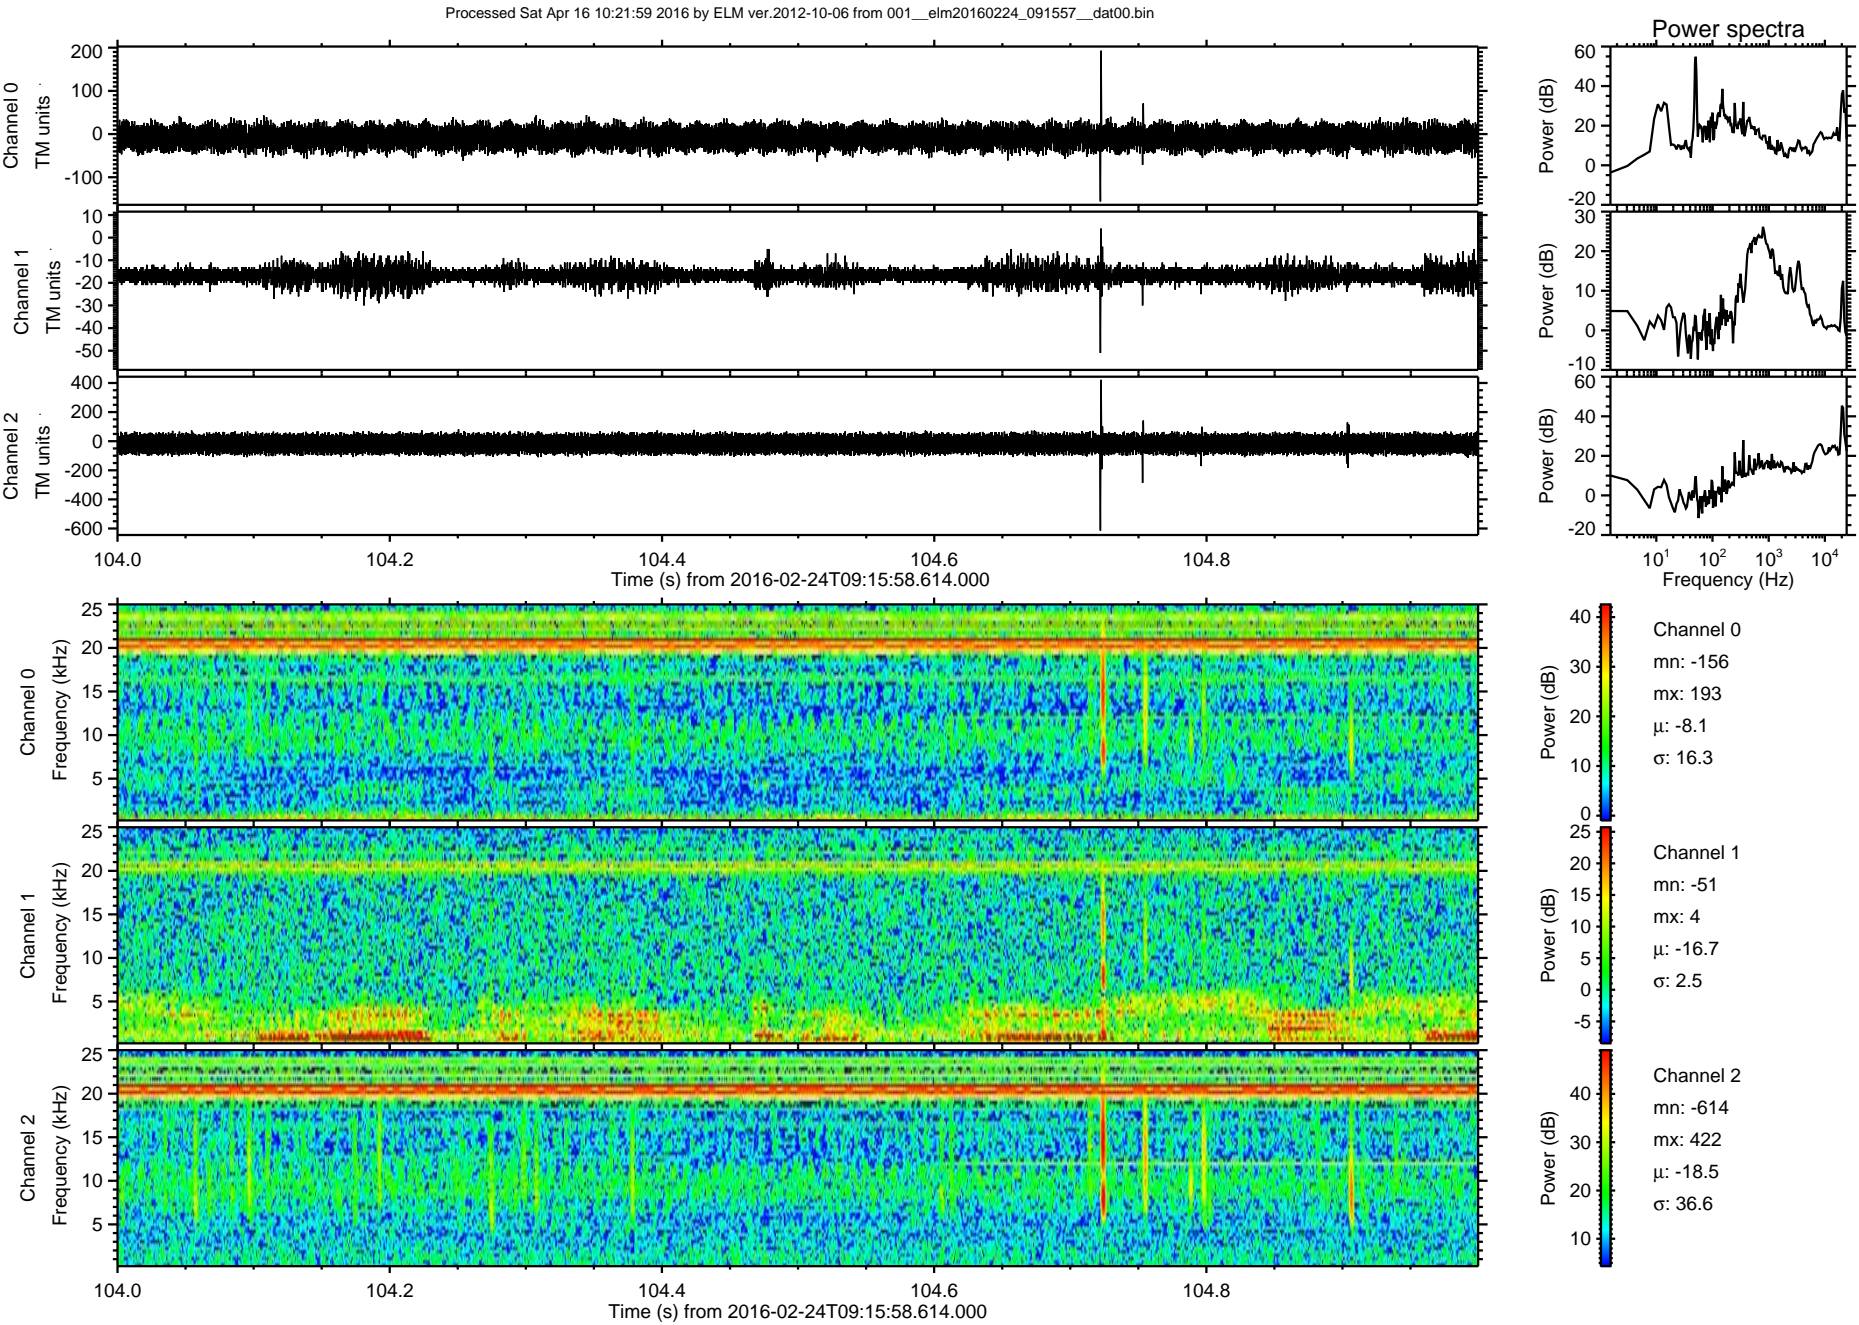 Processed Sat Apr 16 10:21:59 2016 by ELM ver.2012-10-06 from 001__elm20160224_091557__dat00.bin
Power spectra
Channel 0
TM units
200
100
0
-100
Power (dB)
60
40
20
0
-20
Channel 1
TM units
10
0
-10
-20
-30
-40
-50
Power (dB)
30
20
10
0
-10
Channel 2
TM units
400
200
0
-200
-400
-600
Power (dB)
60
40
20
0
-20
104.0 104.2 104.4 104.6 104.8
Time (s) from 2016-02-24T09:15:58.614.000
10^1 10^2 10^3 10^4
Frequency (Hz)
Channel 0
Frequency (kHz)
25
20
15
10
5
Power (dB)
40
30
20
10
0
Channel 0
mn: -156
mx: 193
μ: -8.1
σ: 16.3
Channel 1
Frequency (kHz)
25
20
15
10
5
Power (dB)
25
20
15
10
5
0
-5
Channel 1
mn: -51
mx: 4
μ: -16.7
σ: 2.5
Channel 2
Frequency (kHz)
25
20
15
10
5
Power (dB)
40
30
20
10
Channel 2
mn: -614
mx: 422
μ: -18.5
σ: 36.6
104.0 104.2 104.4 104.6 104.8
Time (s) from 2016-02-24T09:15:58.614.000